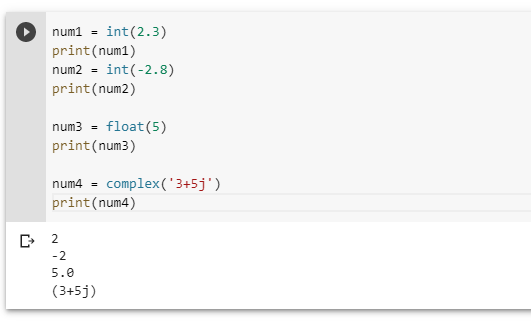 num1 = int(2.3)
print(num1)
num2 = int(-2.8)
print(num2)
num3 = float(5)
print(num3)
num4 = complex('3+5j')
print(num4)
2
-2
5.0
(3+5j)